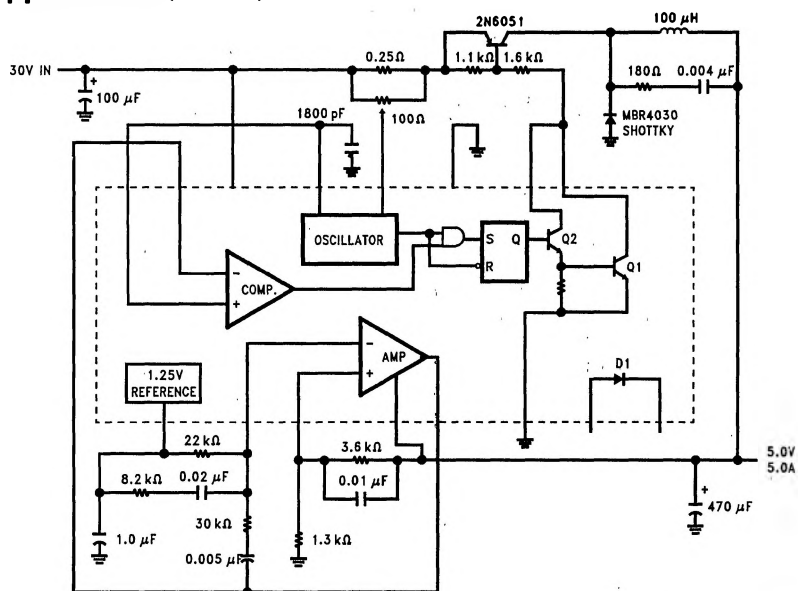 2N6051
100 μH
30V IN
0.25Ω
1.1 kΩ
1.6 kΩ
180Ω
0.004 μF
+
100 μF
1800 pF
100Ω
MBR4030
SHOTTKY
OSCILLATOR
S
Q
R
Q2
Q1
-
COMP.
+
-
AMP
+
D1
1.25V
REFERENCE
22 kΩ
3.6 kΩ
5.0V
5.0A
8.2 kΩ
0.02 μF
0.01 μF
+
470 μF
1.0 μF
30 kΩ
1.3 kΩ
0.005 μF